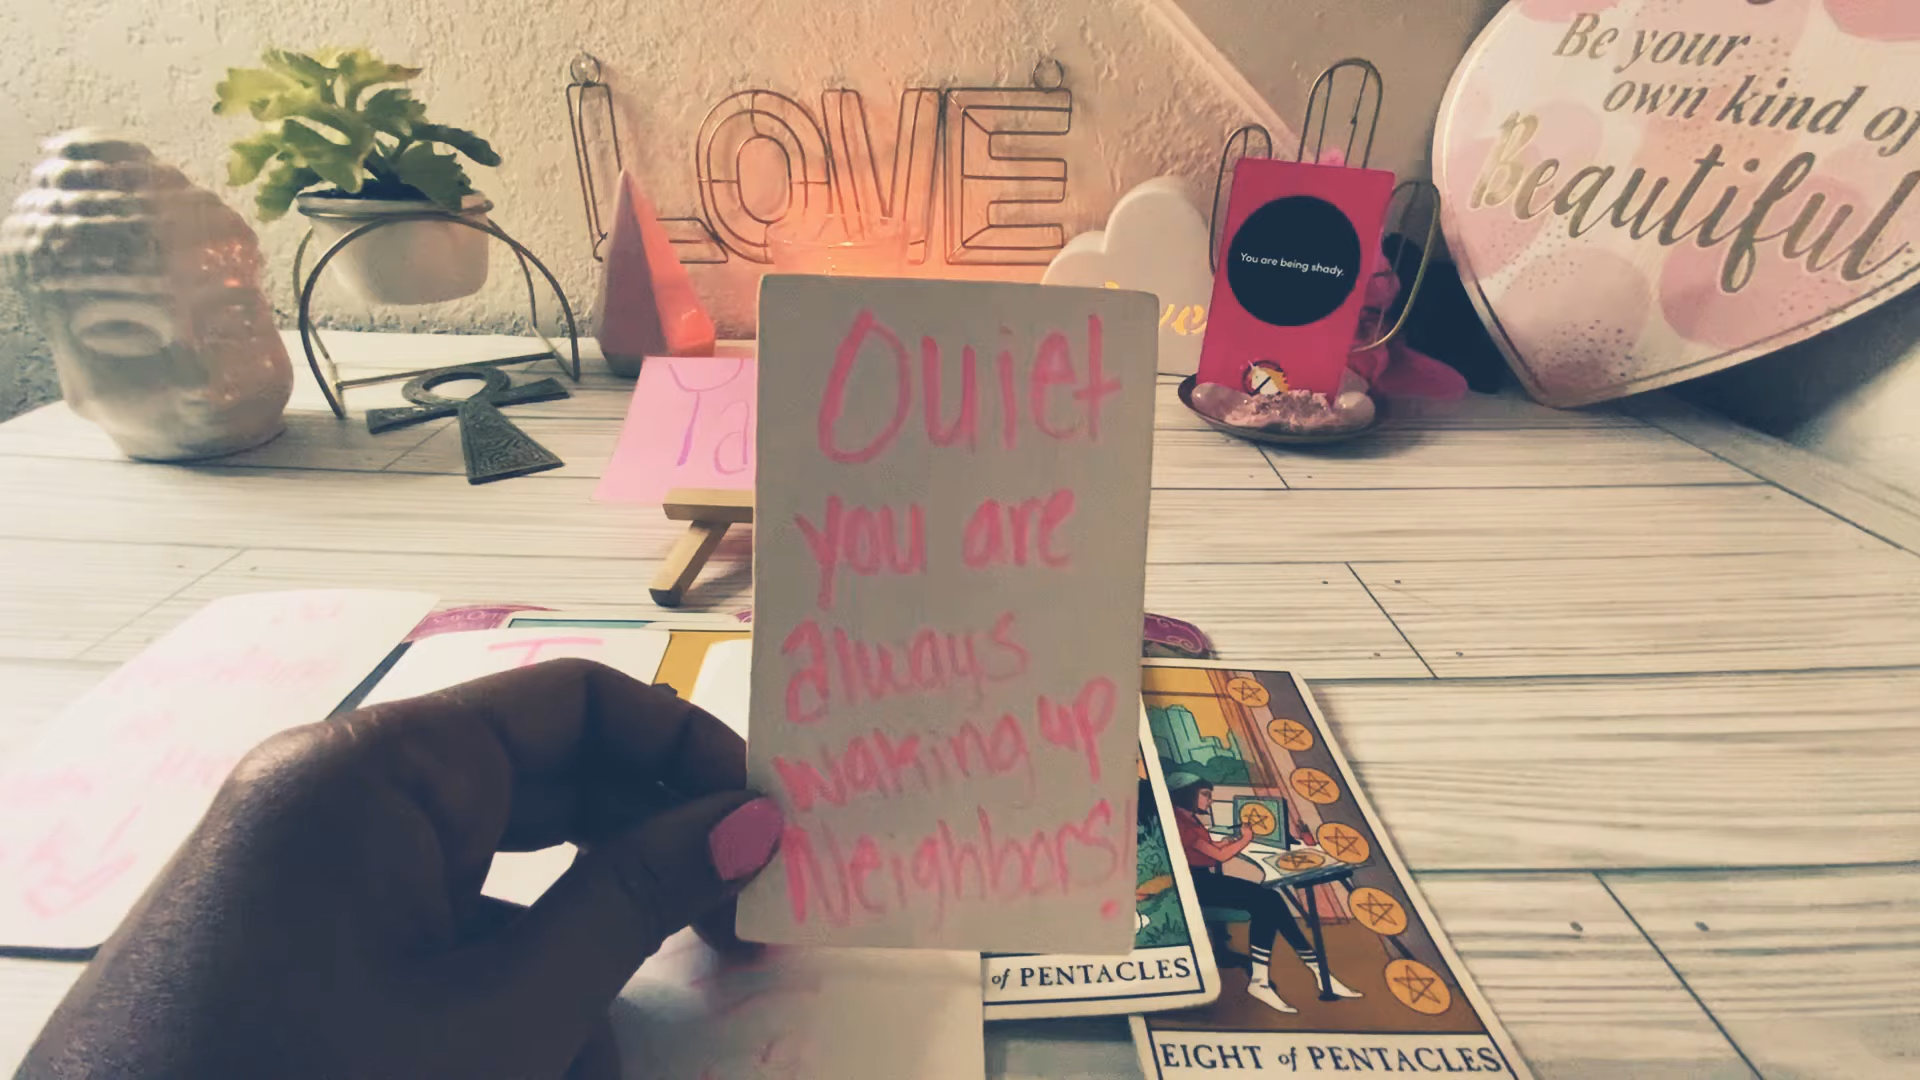 LOVE
Be your
own kind of
Beautiful
You are being shady.
Ya
Quiet
you are
always
waking up
Neighbors!
of PENTACLES
EIGHT of PENTACLES